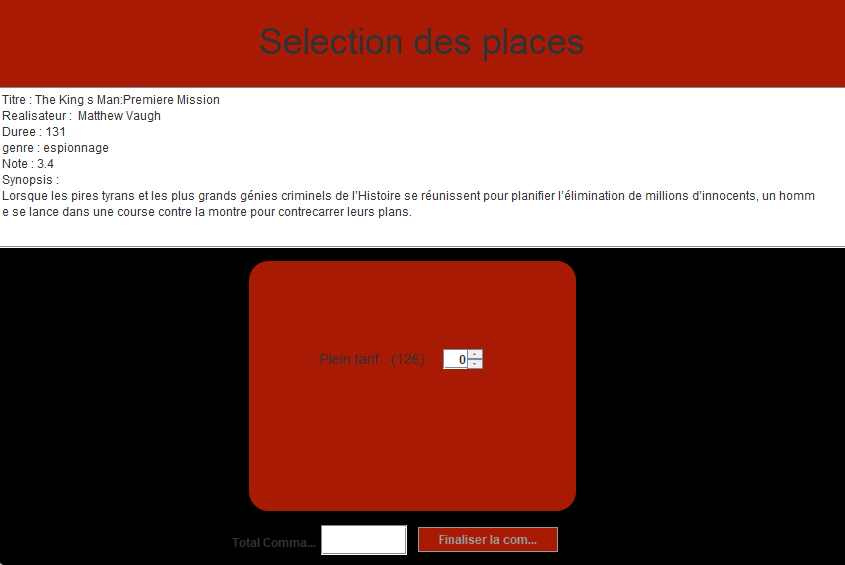 Selection des places
Titre : The King s Man:Premiere Mission
Realisateur :  Matthew Vaugh
Duree : 131
genre : espionnage
Note : 3.4
Synopsis :
Lorsque les pires tyrans et les plus grands génies criminels de l’Histoire se réunissent pour planifier l’élimination de millions d’innocents, un homm
e se lance dans une course contre la montre pour contrecarrer leurs plans.
Plein tarif : (12€) 0
Total Comma... Finaliser la com...